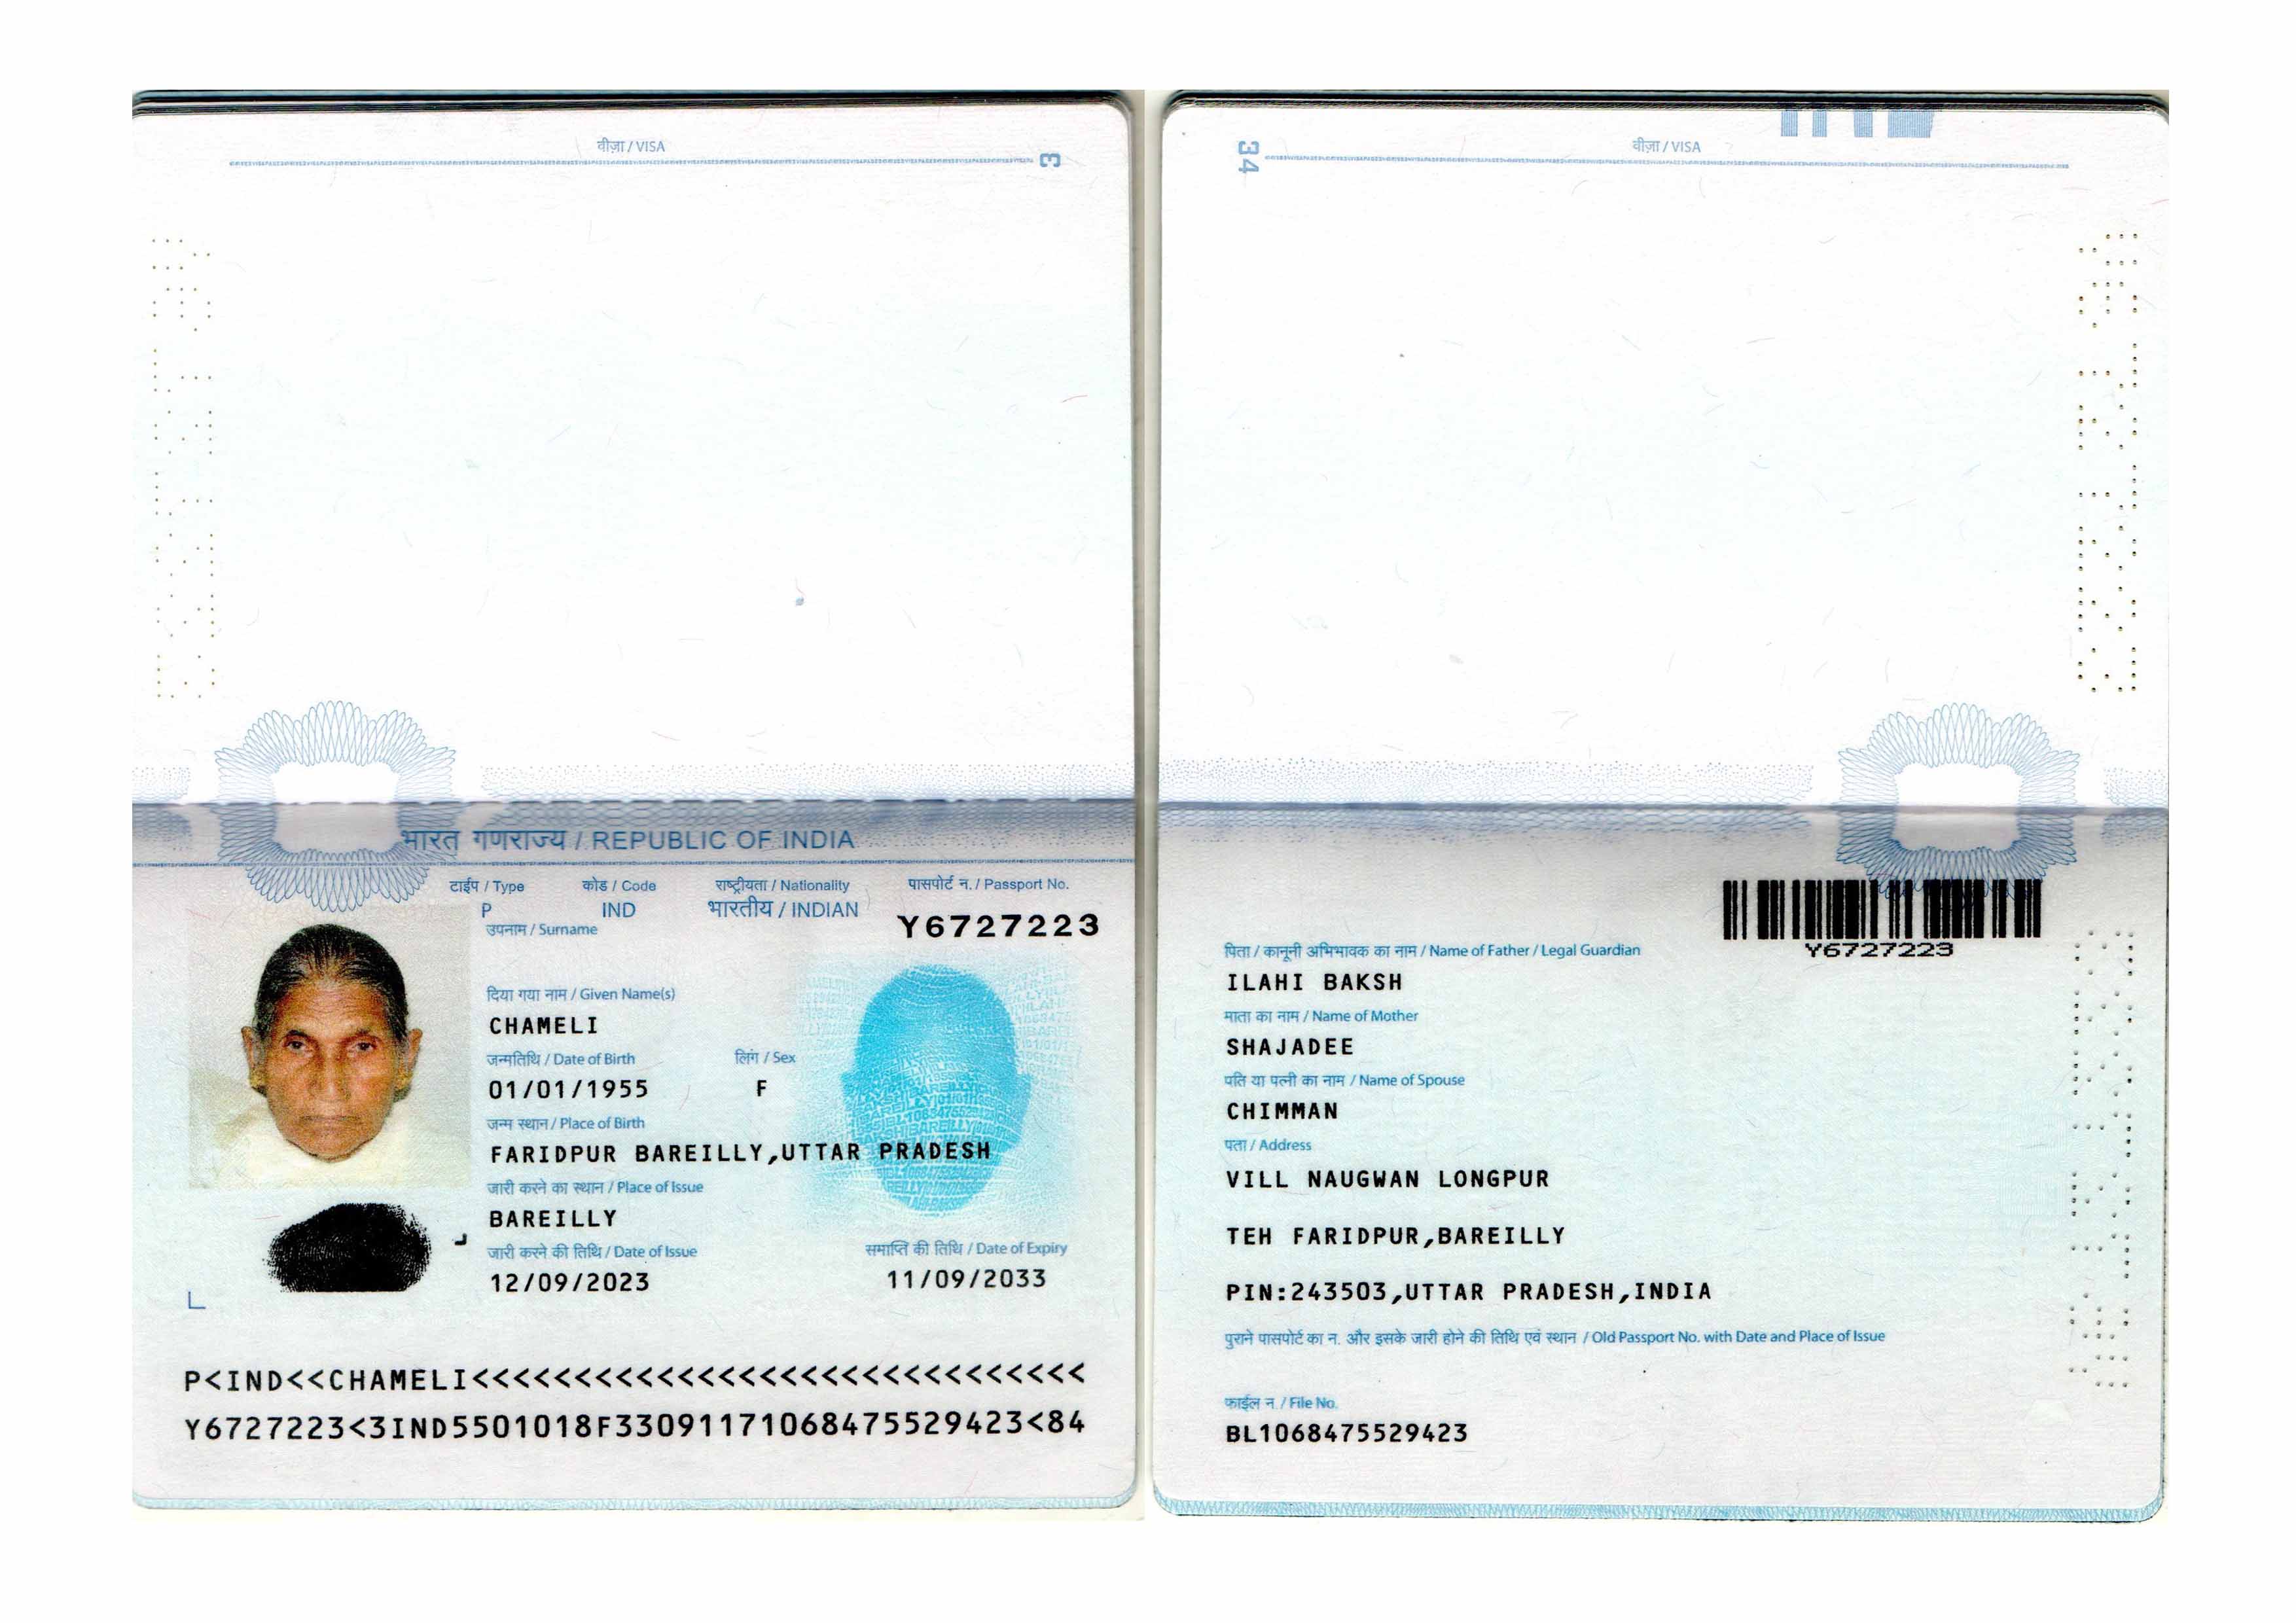 वीज़ा / VISA
3
भारत गणराज्य / REPUBLIC OF INDIA
टाईप / Type कोड / Code राष्ट्रीयता / Nationality पासपोर्ट न. / Passport No.
P IND भारतीय / INDIAN Y6727223
उपनाम / Surname
दिया गया नाम / Given Name(s)
CHAMELI
जन्मतिथि / Date of Birth लिंग / Sex
01/01/1955 F
जन्म स्थान / Place of Birth
FARIDPUR BAREILLY,UTTAR PRADESH
जारी करने का स्थान / Place of Issue
BAREILLY
जारी करने की तिथि / Date of Issue समाप्ति की तिथि / Date of Expiry
12/09/2023 11/09/2033
P<IND<<CHAMELI<<<<<<<<<<<<<<<<<<<<<<<<<<<<<<
Y6727223<3IND5501018F33091171068475529423<84
34
वीज़ा / VISA
Y6727223
पिता / कानूनी अभिभावक का नाम / Name of Father / Legal Guardian
ILAHI BAKSH
माता का नाम / Name of Mother
SHAJADEE
पति या पत्नी का नाम / Name of Spouse
CHIMMAN
पता / Address
VILL NAUGWAN LONGPUR
TEH FARIDPUR,BAREILLY
PIN:243503,UTTAR PRADESH,INDIA
पुराने पासपोर्ट का न. और इसके जारी होने की तिथि एवं स्थान / Old Passport No. with Date and Place of Issue
फाईल न. / File No.
BL1068475529423